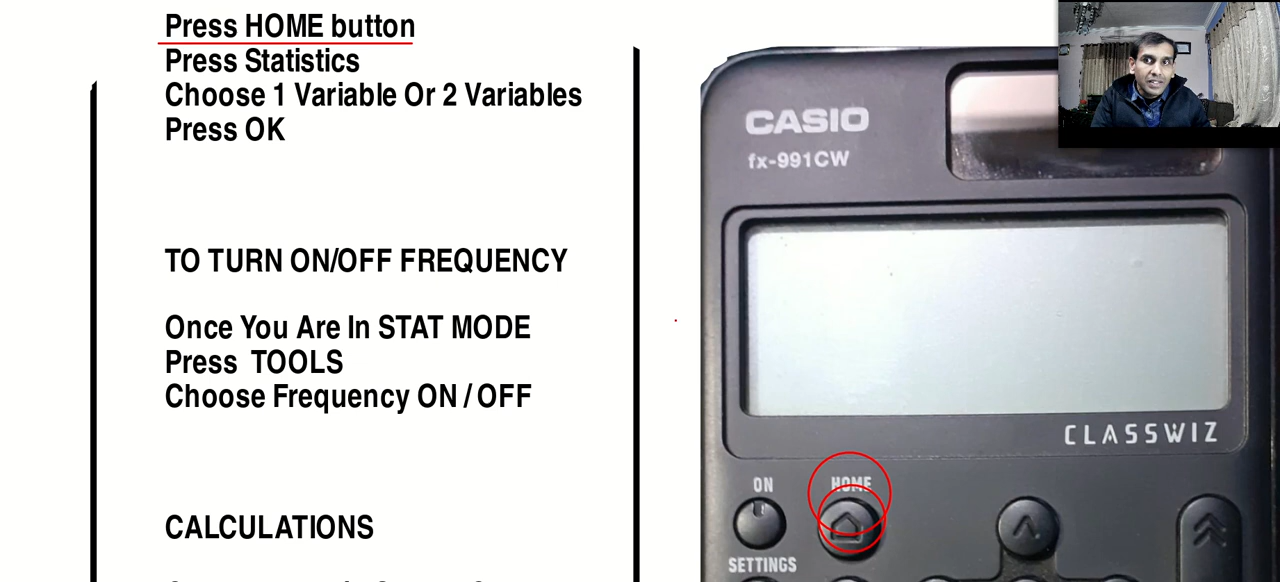 Press HOME button
Press Statistics
Choose 1 Variable Or 2 Variables
Press OK
TO TURN ON/OFF FREQUENCY
Once You Are In STAT MODE
Press TOOLS
Choose Frequency ON / OFF
CALCULATIONS
CASIO
fx-991CW
CLASSWIZ
ON
HOME
SETTINGS